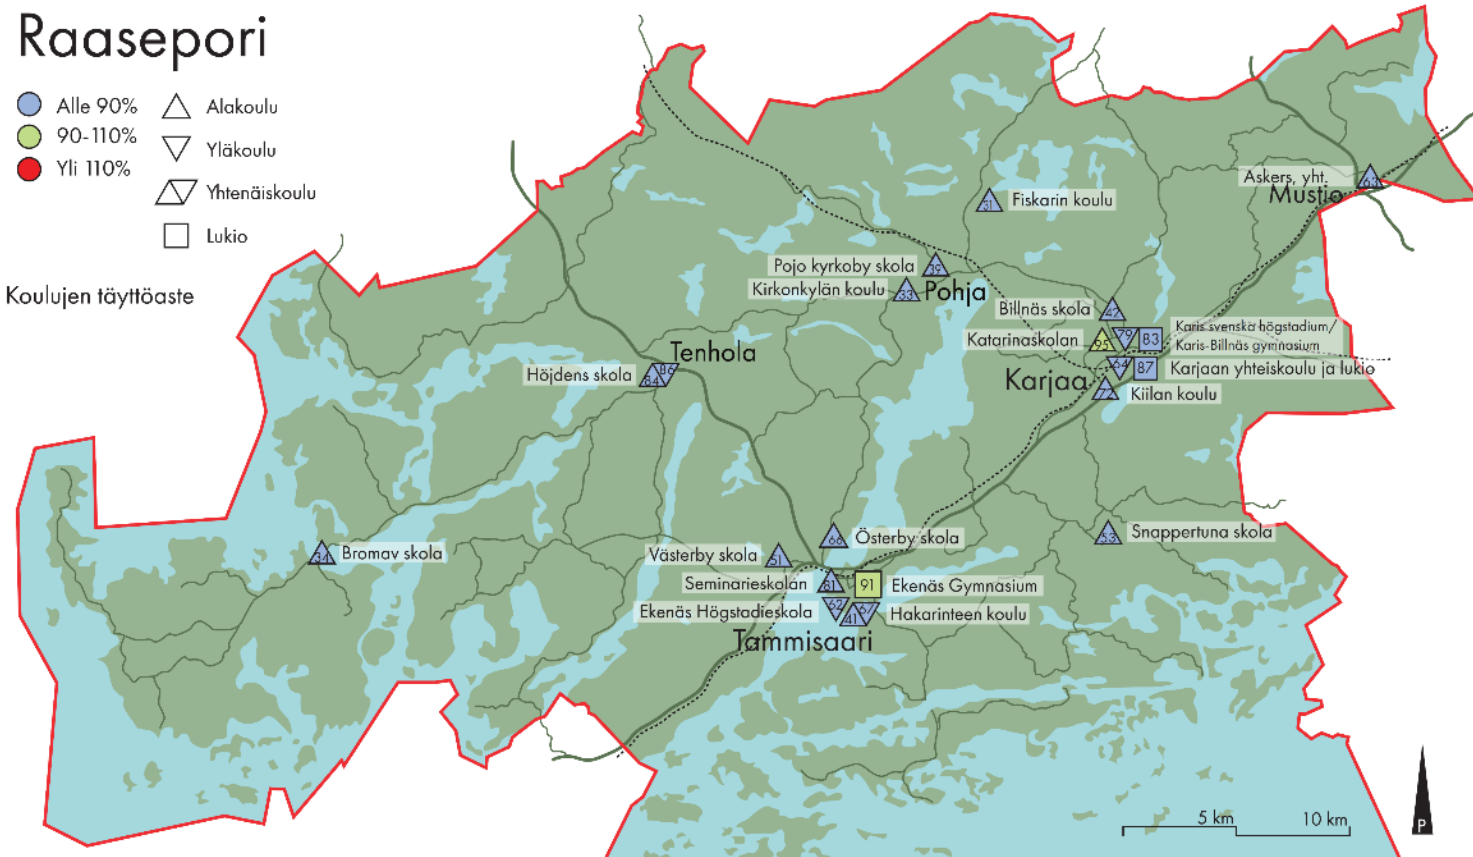 Raasepori
Alle 90%
90-110%
Yli 110%
Alakoulu
Yläkoulu
Yhtenäiskoulu
Lukio
Koulujen täyttöaste
Askers, yht.
63
Mustio
31
Fiskarin koulu
Pojo kyrkoby skola
39
Kirkonkylän koulu
33
Pohja
Billnäs skola
42
Katarinaskolan
95
79
83
Karis svenska högstadium/
Karis-Billnäs gymnasium
64
87
Karjaan yhteiskoulu ja lukio
Karjaa
72
Kiilan koulu
Tenhola
Höjdens skola
84
86
34
Bromav skola
Västerby skola
51
66
Österby skola
53
Snappertuna skola
Seminarieskolan
81
91
Ekenäs Gymnasium
Ekenäs Högstadieskola
62
41
Hakarinteen koulu
Tammisaari
5 km
10 km
P